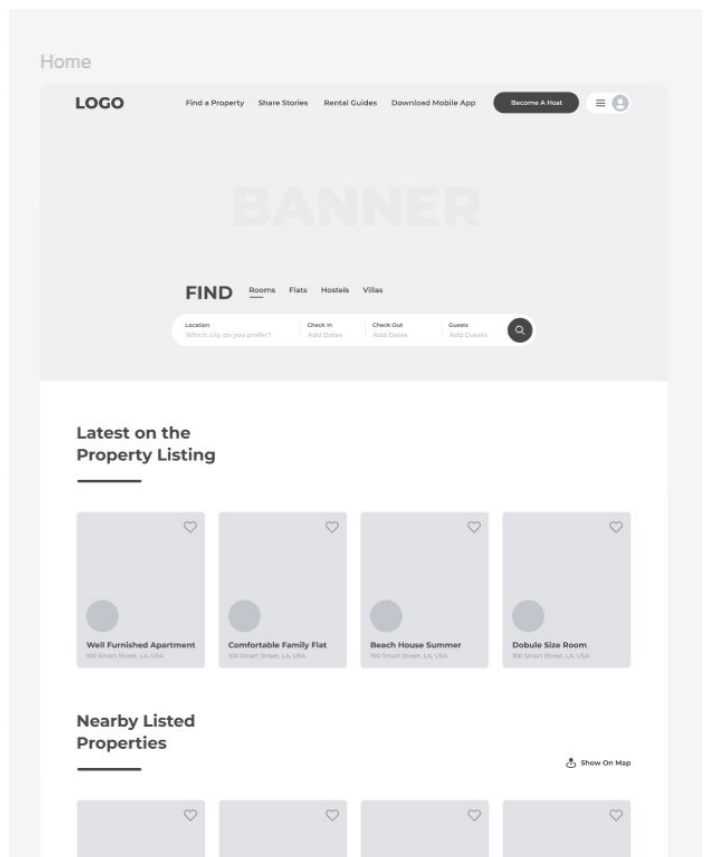 Home
LOGO
Find a Property Share Stories Rental Guides Download Mobile App Become A Host
BANNER
FIND Rooms Flats Hostels Villas
Location Check In Check Out Guests
Which city do you prefer? Add Dates Add Dates Add Guests
Latest on the
Property Listing
Well Furnished Apartment
100 Smart Street, LA, USA
Comfortable Family Flat
100 Smart Street, LA, USA
Beach House Summer
100 Smart Street, LA, USA
Dobule Size Room
100 Smart Street, LA, USA
Nearby Listed
Properties
Show On Map